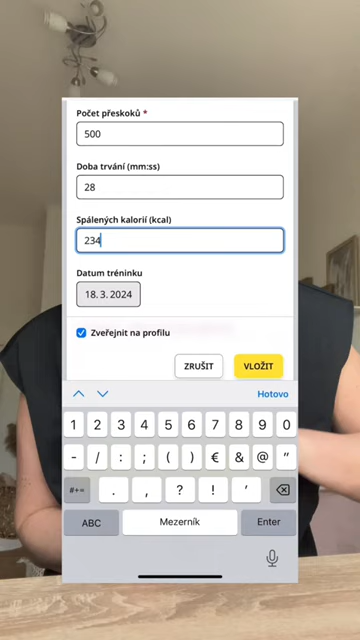 Počet přeskoků *
500
Doba trvání (mm:ss)
28
Spálených kalorií (kcal)
234
Datum tréninku
18. 3. 2024
Zveřejnit na profilu
ZRUŠIT VLOŽIT
Hotovo
1 2 3 4 5 6 7 8 9 0
- / : ; ( ) € & @ "
#+= . , ? ! ’
ABC Mezerník Enter